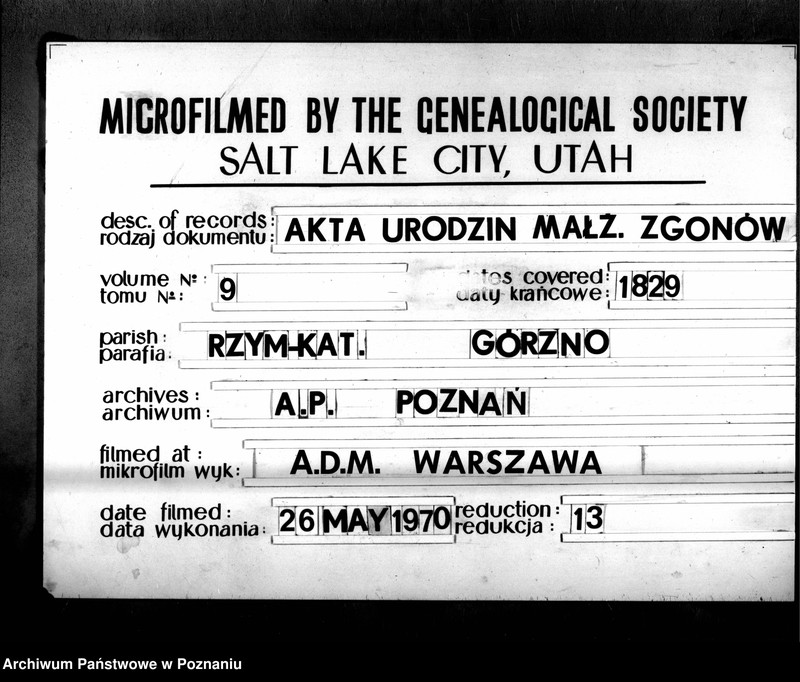 MICROFILMED BY THE GENEALOGICAL SOCIETY
SALT LAKE CITY, UTAH
desc. of records:
rodzaj dokumentu: AKTA URODZIN MAŁŻ. ZGONÓW
volume №:
tomu №: 9
dates covered:
daty krańcowe: 1829
parish:
parafia: RZYM-KAT. GÓRZNO
archives:
archiwum: A.P. POZNAŃ
filmed at:
mikrofilm wyk: A.D.M. WARSZAWA
date filmed:
data wykonania: 26 MAY 1970
reduction:
redukcja: 13
Archiwum Państwowe w Poznaniu